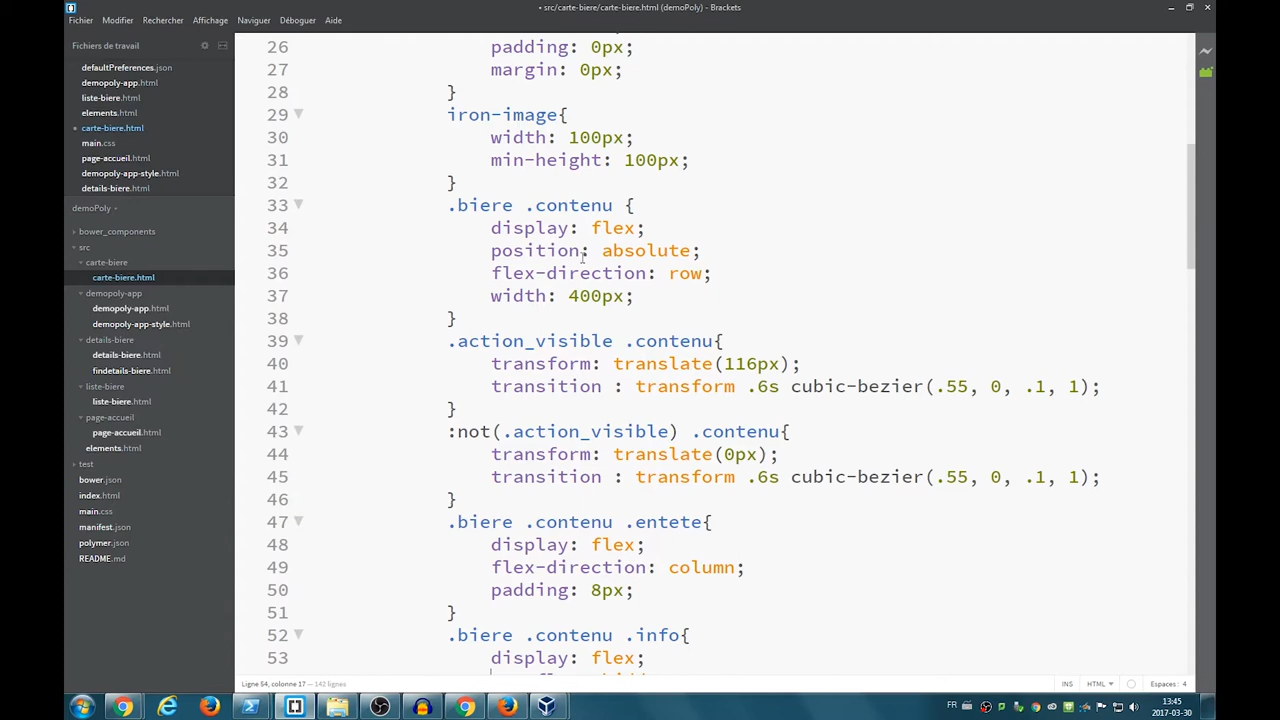 • src/carte-biere/carte-biere.html (demoPoly) - Brackets
Fichier Modifier Rechercher Affichage Naviguer Déboguer Aide
Fichiers de travail
defaultPreferences.json
demopoly-app.html
liste-biere.html
elements.html
carte-biere.html
main.css
page-accueil.html
demopoly-app-style.html
details-biere.html
demoPoly
bower_components
src
carte-biere
carte-biere.html
demopoly-app
demopoly-app.html
demopoly-app-style.html
details-biere
details-biere.html
findetails-biere.html
liste-biere
liste-biere.html
page-accueil
page-accueil.html
elements.html
test
bower.json
index.html
main.css
manifest.json
polymer.json
README.md
26 padding: 0px;
27 margin: 0px;
28 }
29 iron-image{
30 width: 100px;
31 min-height: 100px;
32 }
33 .biere .contenu {
34 display: flex;
35 position: absolute;
36 flex-direction: row;
37 width: 400px;
38 }
39 .action_visible .contenu{
40 transform: translate(116px);
41 transition : transform .6s cubic-bezier(.55, 0, .1, 1);
42 }
43 :not(.action_visible) .contenu{
44 transform: translate(0px);
45 transition : transform .6s cubic-bezier(.55, 0, .1, 1);
46 }
47 .biere .contenu .entete{
48 display: flex;
49 flex-direction: column;
50 padding: 8px;
51 }
52 .biere .contenu .info{
53 display: flex;
Ligne 54, colonne 17 — 142 lignes
INS HTML Espaces : 4
FR 13:45
2017-03-30